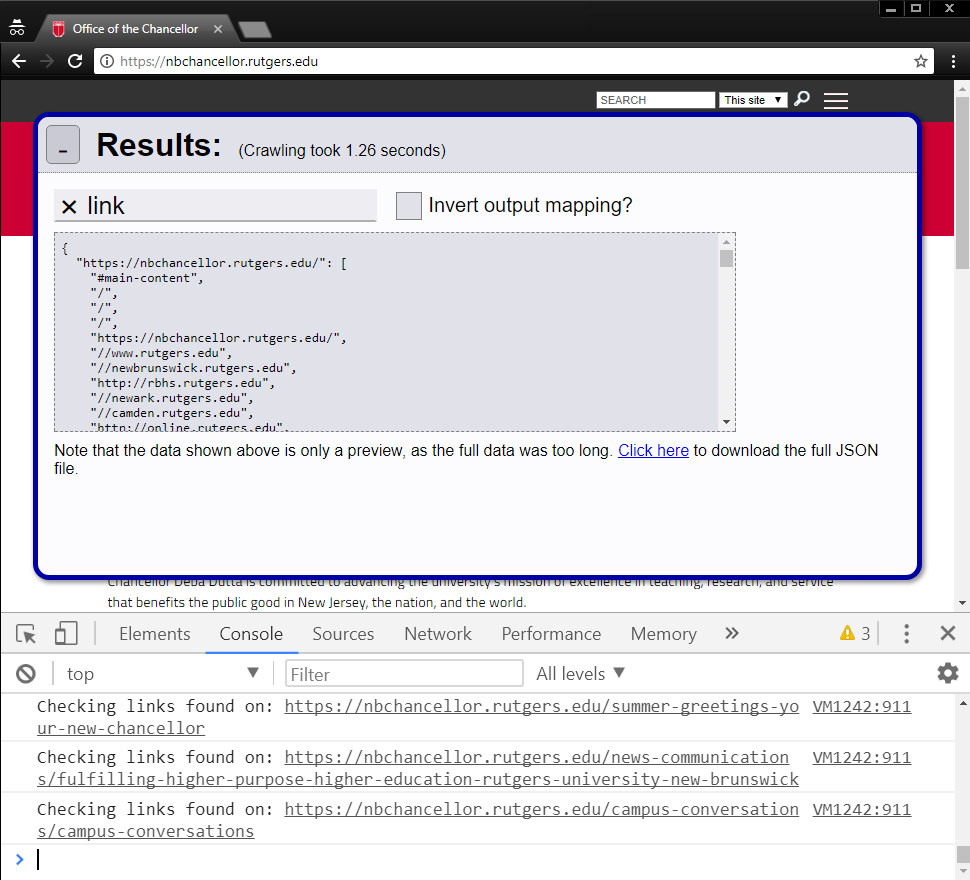 Office of the Chancellor
https://nbchancellor.rutgers.edu
SEARCH
This site
Results: (Crawling took 1.26 seconds)
link
Invert output mapping?
{
"https://nbchancellor.rutgers.edu/": [
"#main-content",
"/",
"/",
"/",
"https://nbchancellor.rutgers.edu/",
"//www.rutgers.edu",
"//newbrunswick.rutgers.edu",
"http://rbhs.rutgers.edu",
"//newark.rutgers.edu",
"//camden.rutgers.edu",
"http://online.rutgers.edu",
Note that the data shown above is only a preview, as the full data was too long. Click here to download the full JSON
file.
Chancellor Deba Dutta is committed to advancing the university's mission of excellence in teaching, research, and service
that benefits the public good in New Jersey, the nation, and the world.
Elements Console Sources Network Performance Memory » 3
top Filter All levels
Checking links found on: https://nbchancellor.rutgers.edu/summer-greetings-yo VM1242:911
ur-new-chancellor
Checking links found on: https://nbchancellor.rutgers.edu/news-communication VM1242:911
s/fulfilling-higher-purpose-higher-education-rutgers-university-new-brunswick
Checking links found on: https://nbchancellor.rutgers.edu/campus-conversation VM1242:911
s/campus-conversations